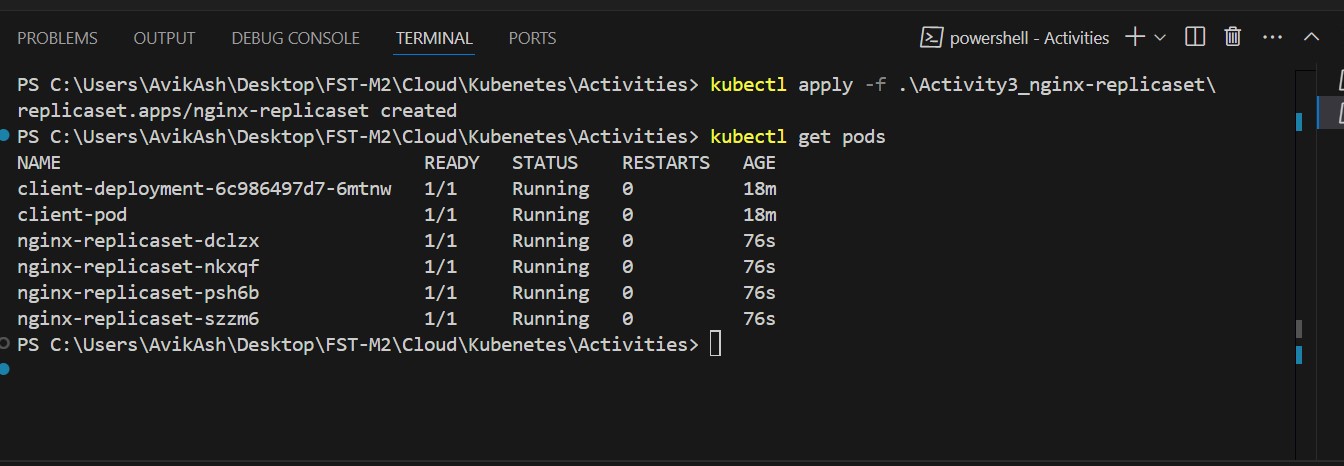 PROBLEMS OUTPUT DEBUG CONSOLE TERMINAL PORTS powershell - Activities
PS C:\Users\AvikAsh\Desktop\FST-M2\Cloud\Kubenetes\Activities> kubectl apply -f .\Activity3_nginx-replicaset\
replicaset.apps/nginx-replicaset created
PS C:\Users\AvikAsh\Desktop\FST-M2\Cloud\Kubenetes\Activities> kubectl get pods
NAME READY STATUS RESTARTS AGE
client-deployment-6c986497d7-6mtnw 1/1 Running 0 18m
client-pod 1/1 Running 0 18m
nginx-replicaset-dclzx 1/1 Running 0 76s
nginx-replicaset-nkxqf 1/1 Running 0 76s
nginx-replicaset-psh6b 1/1 Running 0 76s
nginx-replicaset-szzm6 1/1 Running 0 76s
PS C:\Users\AvikAsh\Desktop\FST-M2\Cloud\Kubenetes\Activities>